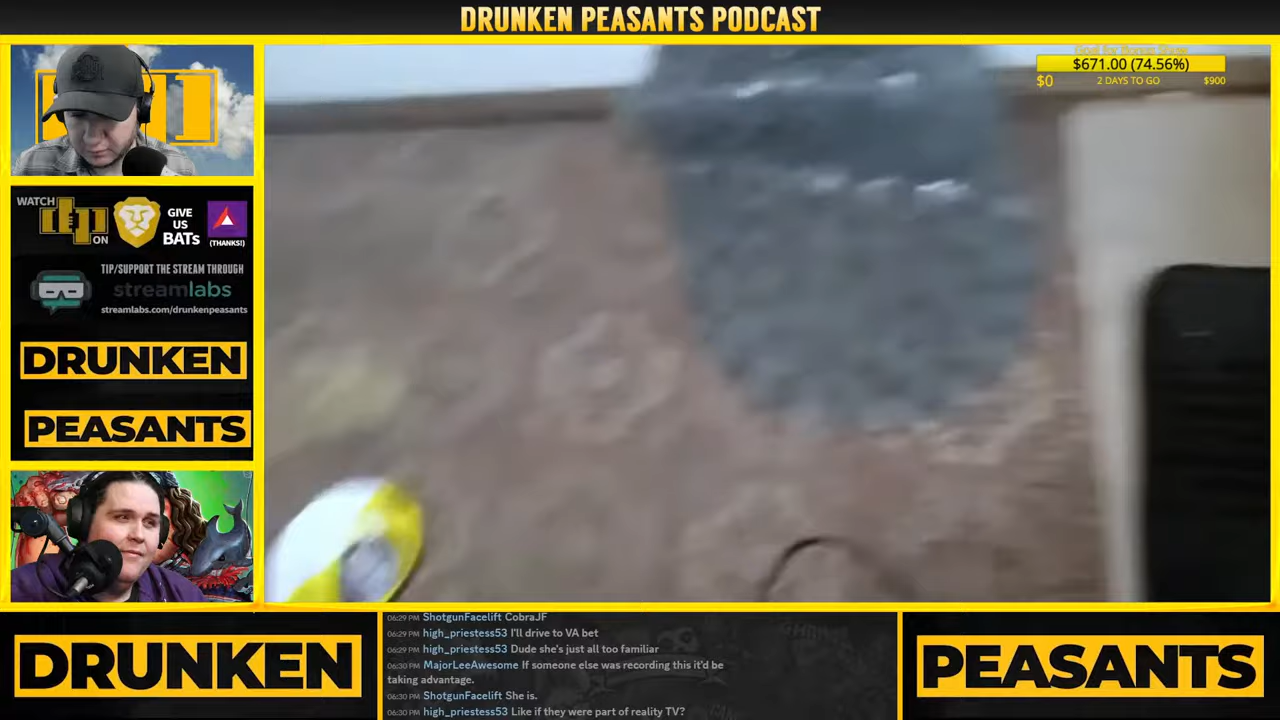 DRUNKEN PEASANTS PODCAST
Goal for Bonus Show
$671.00 (74.56%)
$0 2 DAYS TO GO $900
WATCH
ON
GIVE
US
BATs
(THANKS!)
TIP/SUPPORT THE STREAM THROUGH
streamlabs
streamlabs.com/drunkenpeasants
DRUNKEN
PEASANTS
06:29 PM ShotgunFacelift CobraJF
06:29 PM high_priestess53 I'll drive to VA bet
06:29 PM high_priestess53 Dude she's just all too familiar
06:30 PM MajorLeeAwesome If someone else was recording this it'd be
taking advantage.
06:30 PM ShotgunFacelift She is.
06:30 PM high_priestess53 Like if they were part of reality TV?
DRUNKEN
PEASANTS